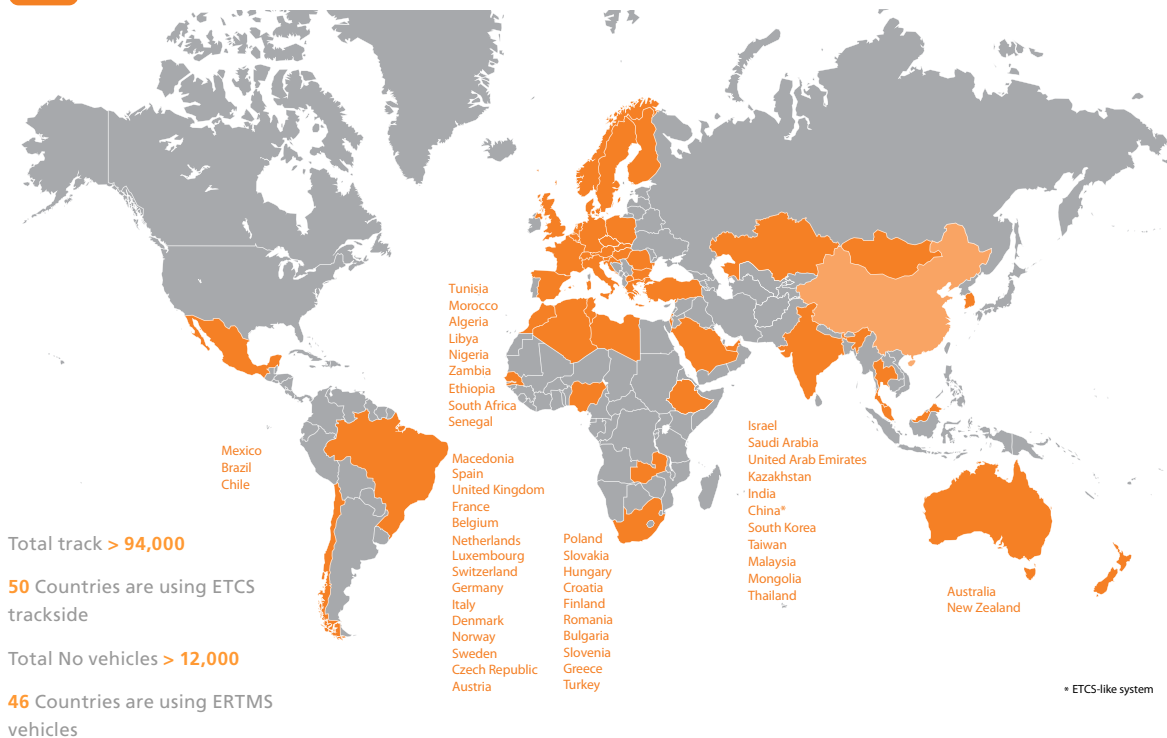 Tunisia
Morocco
Algeria
Libya
Nigeria
Zambia
Ethiopia
South Africa
Senegal
Mexico
Brazil
Chile
Macedonia
Spain
United Kingdom
France
Belgium
Netherlands
Luxembourg
Switzerland
Germany
Italy
Denmark
Norway
Sweden
Czech Republic
Austria
Poland
Slovakia
Hungary
Croatia
Finland
Romania
Bulgaria
Slovenia
Greece
Turkey
Israel
Saudi Arabia
United Arab Emirates
Kazakhstan
India
China*
South Korea
Taiwan
Malaysia
Mongolia
Thailand
Australia
New Zealand
Total track > 94,000
50 Countries are using ETCS
trackside
Total No vehicles > 12,000
46 Countries are using ERTMS
vehicles
* ETCS-like system